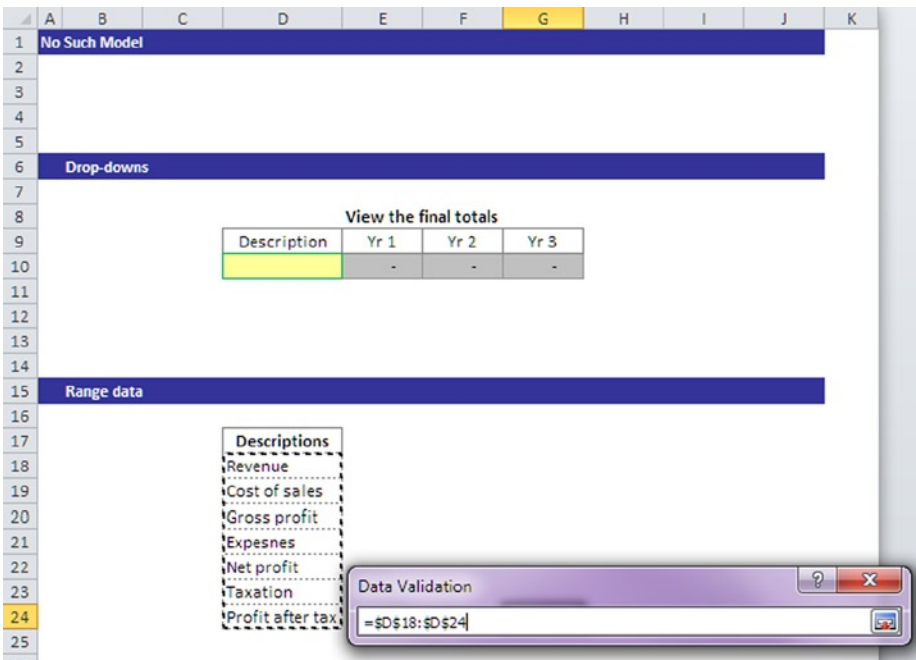 A B C D E F G H I J K
1 No Such Model
2
3
4
5
6 Drop-downs
7
8 View the final totals
9 Description Yr 1 Yr 2 Yr 3
10 - - -
11
12
13
14
15 Range data
16
17 Descriptions
18 Revenue
19 Cost of sales
20 Gross profit
21 Expesnes
22 Net profit
23 Taxation
24 Profit after tax
25
Data Validation ? X
=$D$18:$D$24